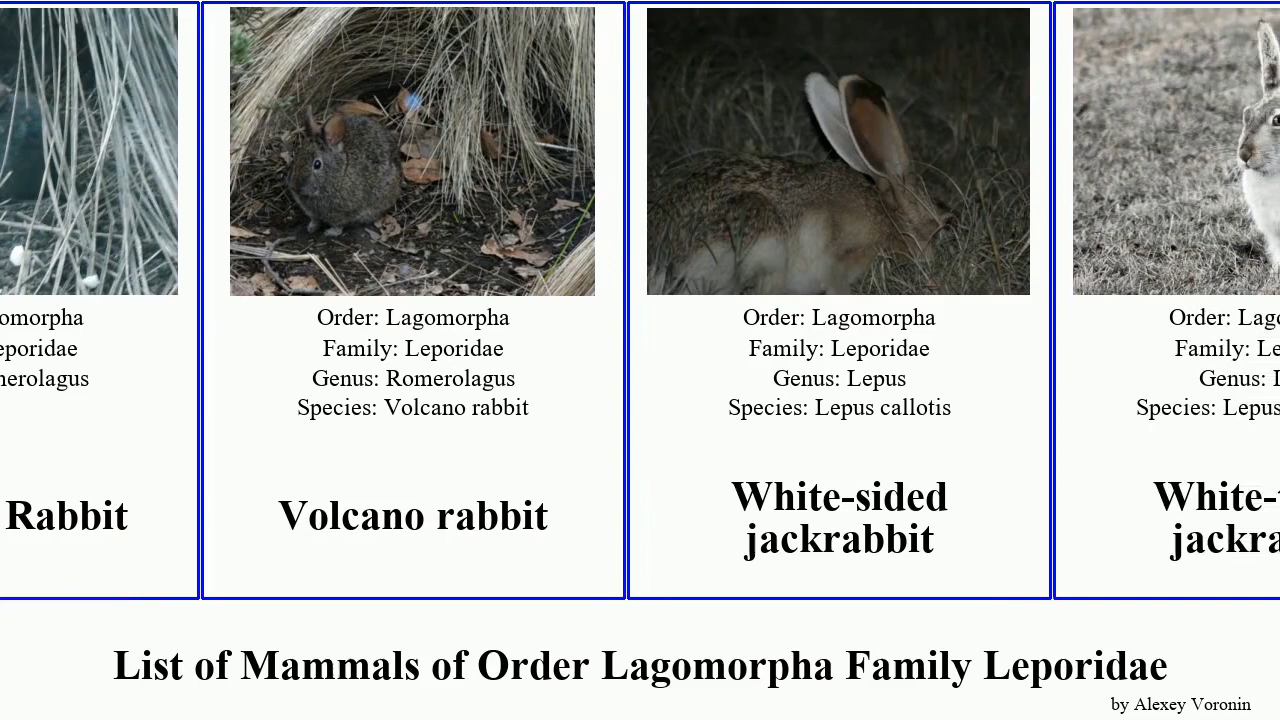 omorpha
eporidae
nerolagus
Rabbit
Order: Lagomorpha
Family: Leporidae
Genus: Romerolagus
Species: Volcano rabbit
Volcano rabbit
Order: Lagomorpha
Family: Leporidae
Genus: Lepus
Species: Lepus callotis
White-sided
jackrabbit
Order: Lago
Family: Le
Genus: L
Species: Lepus
White-t
jackra
List of Mammals of Order Lagomorpha Family Leporidae
by Alexey Voronin